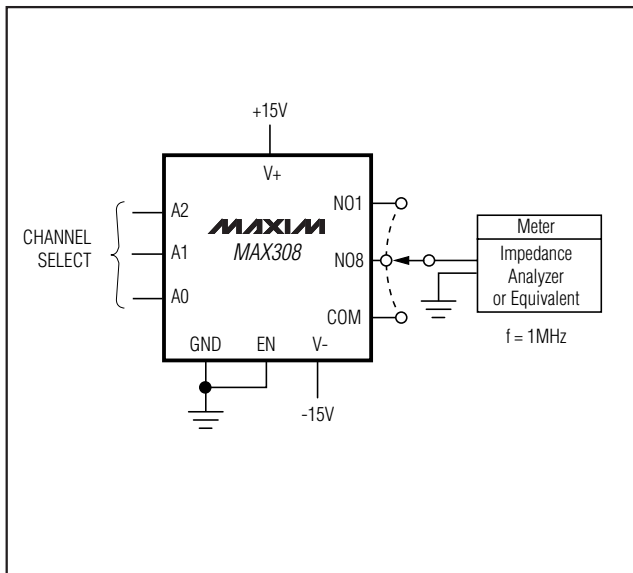 +15V
V+
A2
NO1
MAXIM
MAX308
CHANNEL
SELECT
A1
NO8
A0
COM
GND
EN
V-
-15V
Meter
Impedance
Analyzer
or Equivalent
f = 1MHz